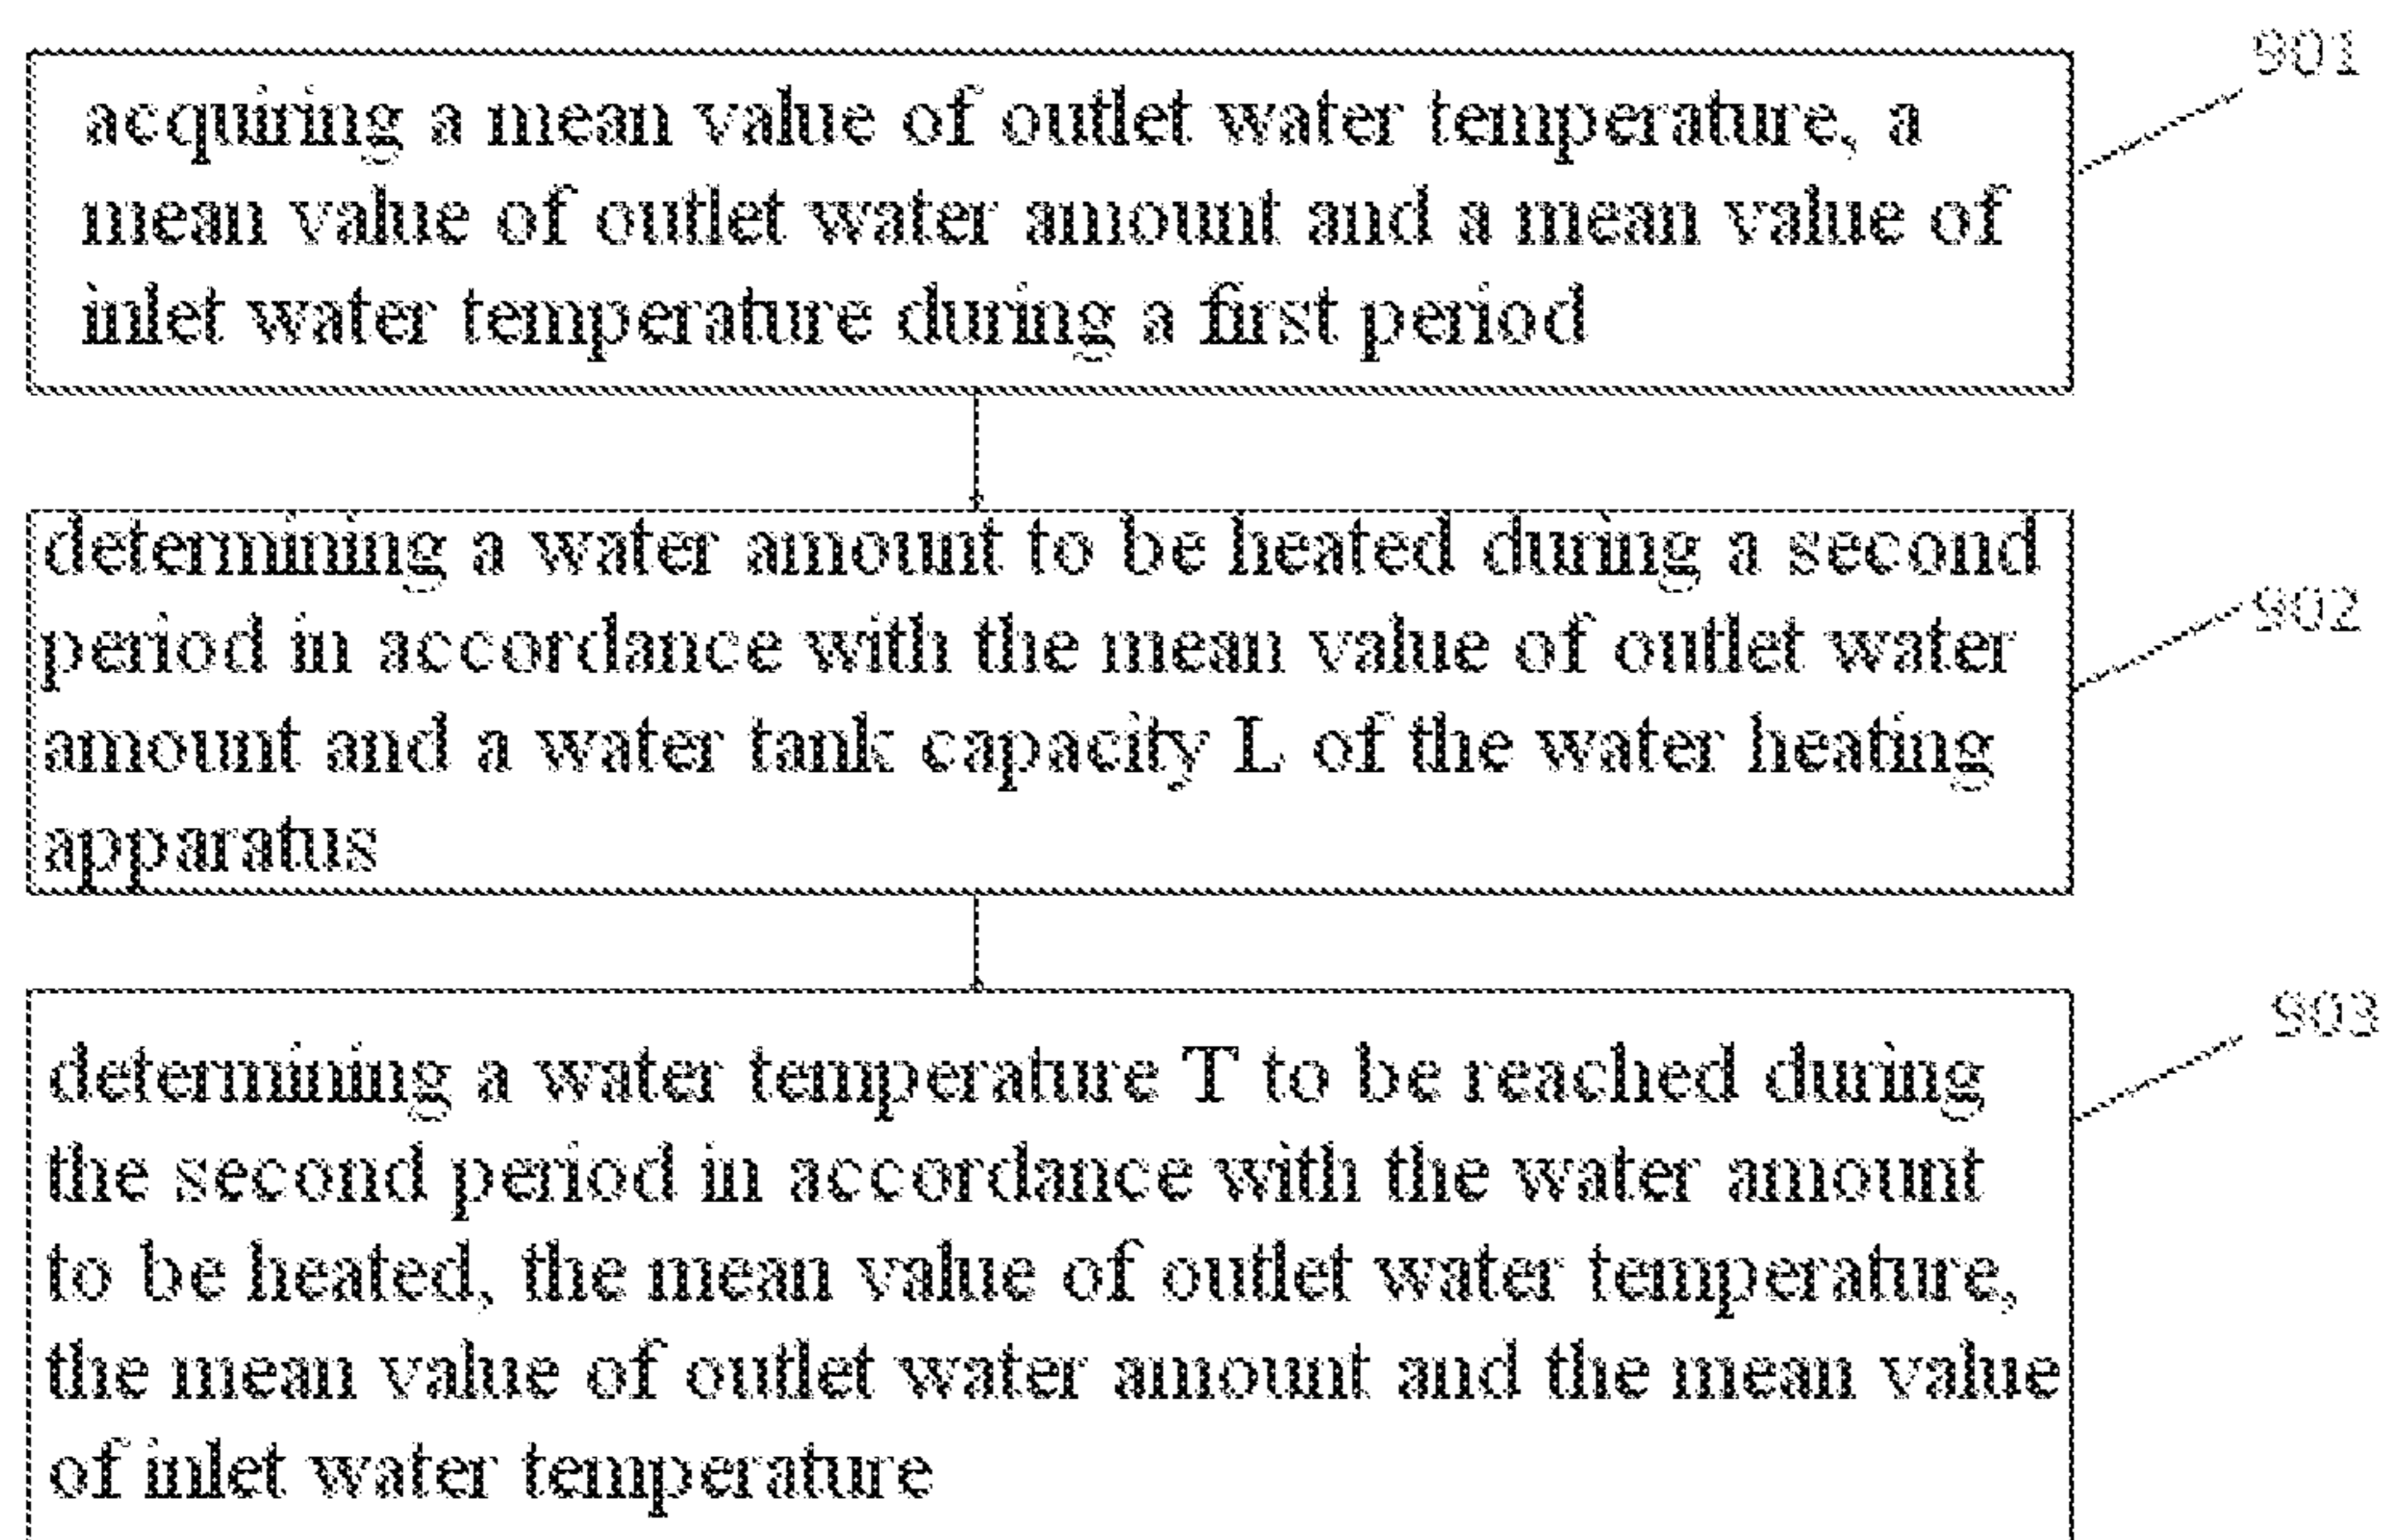 901
acquiring a mean value of outlet water temperature, a
mean value of outlet water amount and a mean value of
inlet water temperature during a first period
determining a water amount to be heated during a second
period in accordance with the mean value of outlet water
amount and a water tank capacity L of the water heating
apparatus
902
determining a water temperature T to be reached during
the second period in accordance with the water amount
to be heated, the mean value of outlet water temperature,
the mean value of outlet water amount and the mean value
of inlet water temperature
903